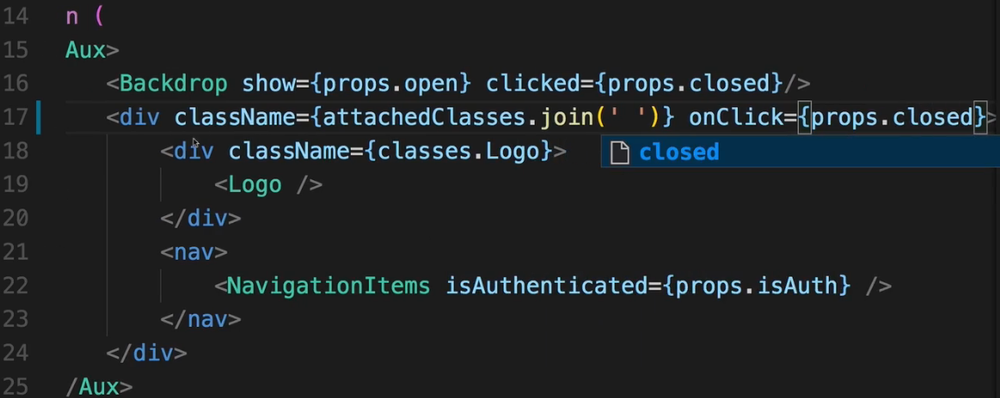 14 n (
15 Aux>
16 <Backdrop show={props.open} clicked={props.closed}/>
17 <div className={attachedClasses.join(' ')} onClick={props.closed}>
18 <div className={classes.Logo}>
closed
19 <Logo />
20 </div>
21 <nav>
22 <NavigationItems isAuthenticated={props.isAuth} />
23 </nav>
24 </div>
25 /Aux>